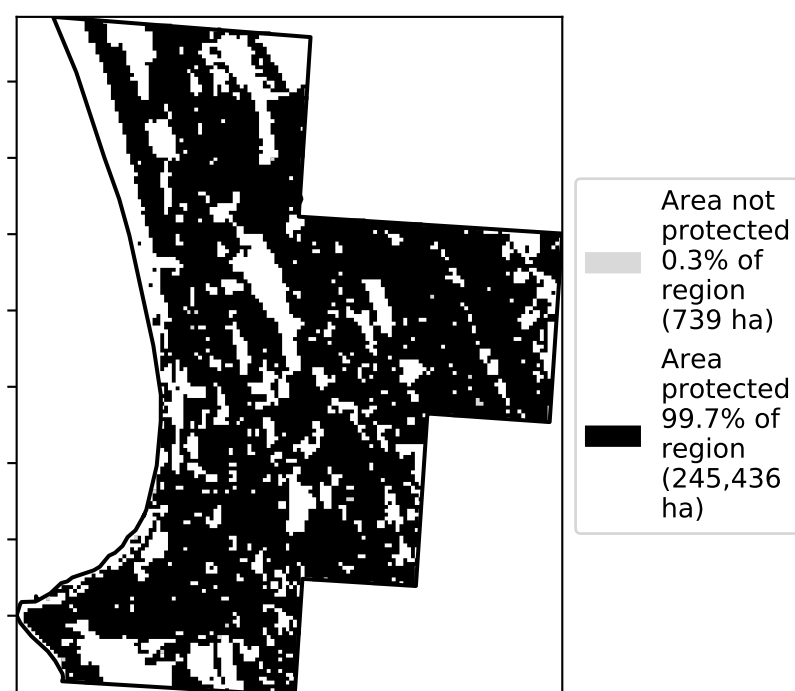 Area not
protected
0.3% of
region
(739 ha)
Area
protected
99.7% of
region
(245,436
ha)